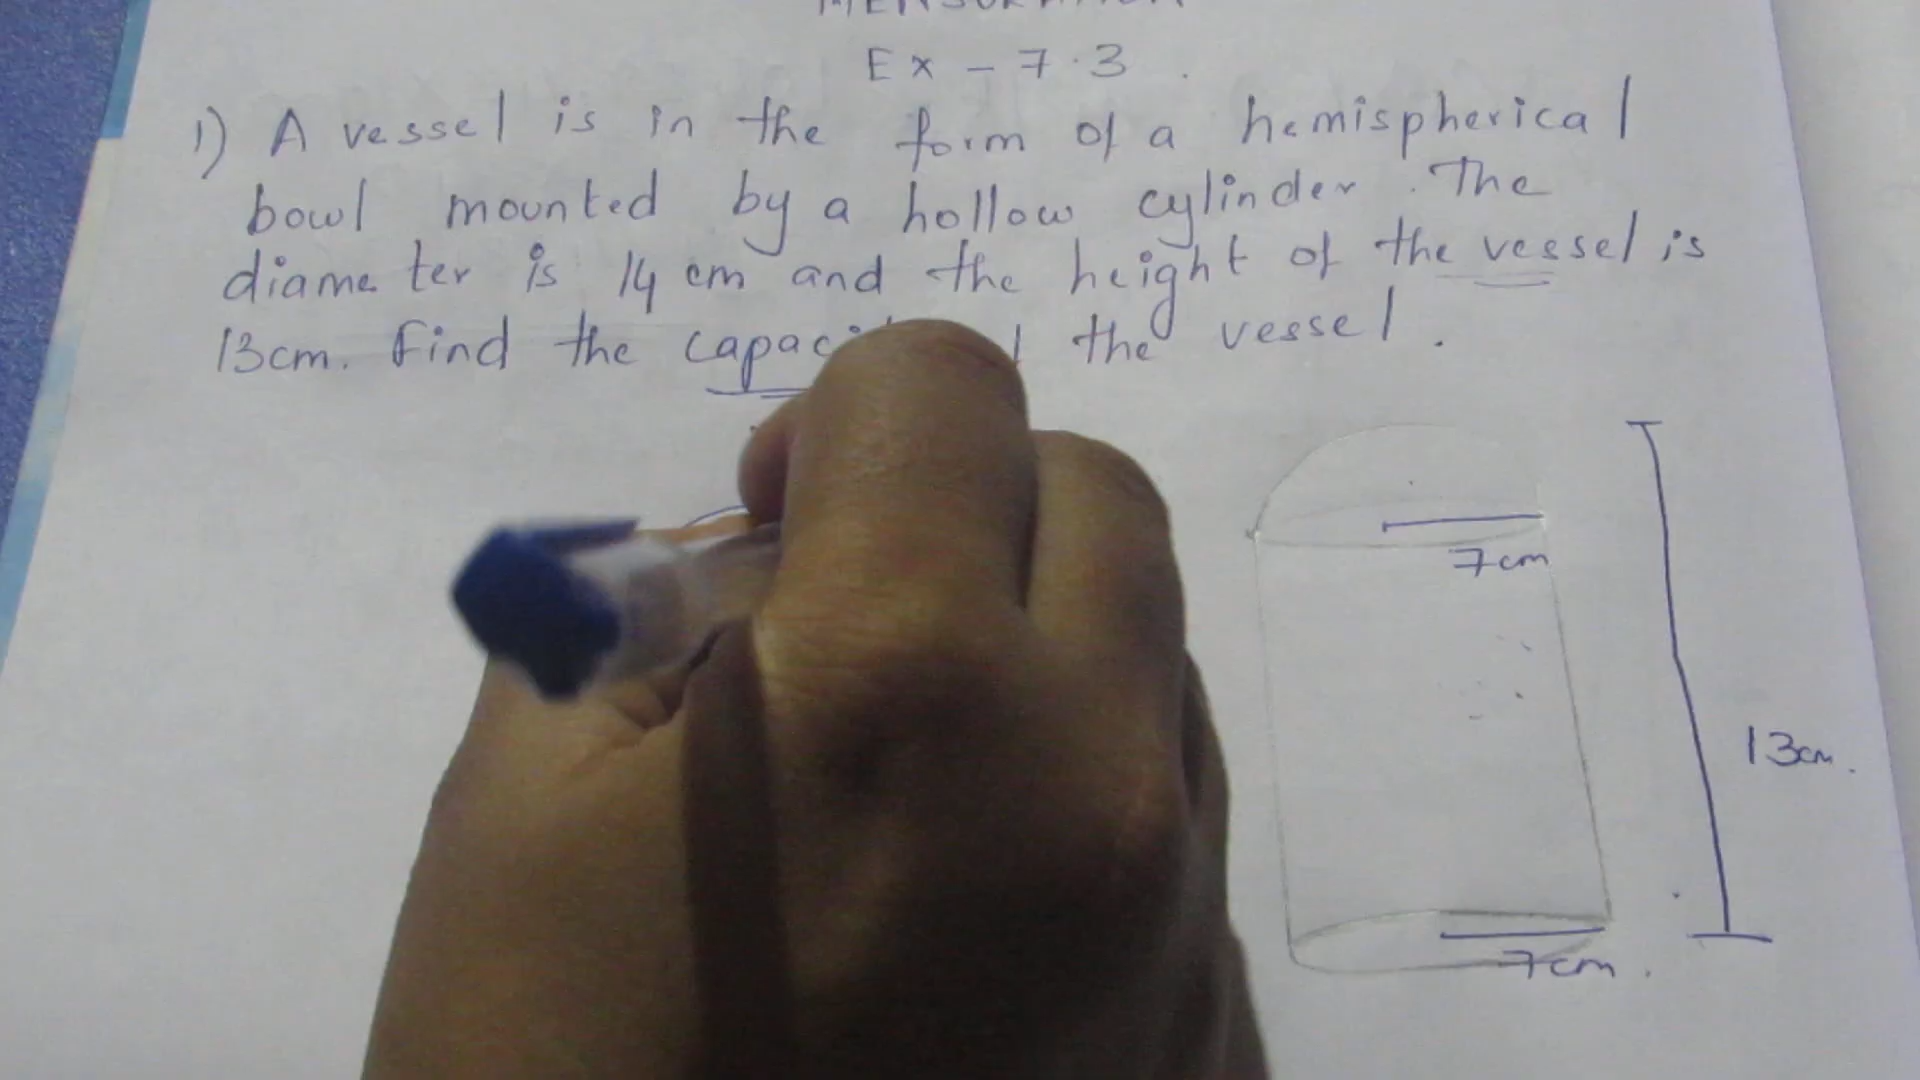 MENSURATION
Ex - 7.3.
1) A vessel is in the form of a hemispherical
bowl mounted by a hollow cylinder. The
diameter is 14 cm and the height of the vessel is
13cm. Find the the vessel.
7cm
13cm.
7cm.